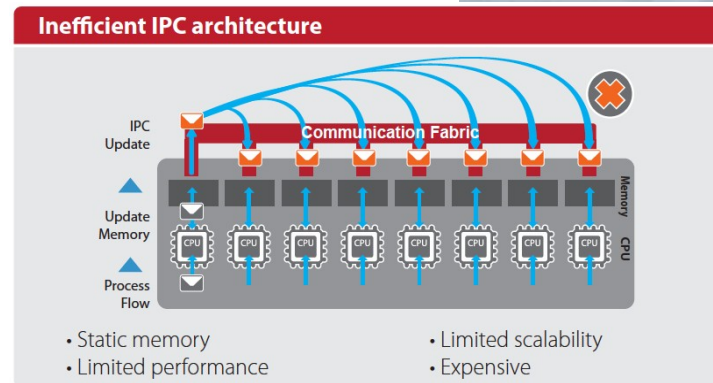 Inefficient IPC architecture
IPC
Update
Communication Fabric
Memory
Update
Memory
CPU CPU CPU CPU CPU CPU CPU CPU
CPU
Process
Flow
• Static memory
• Limited performance
• Limited scalability
• Expensive